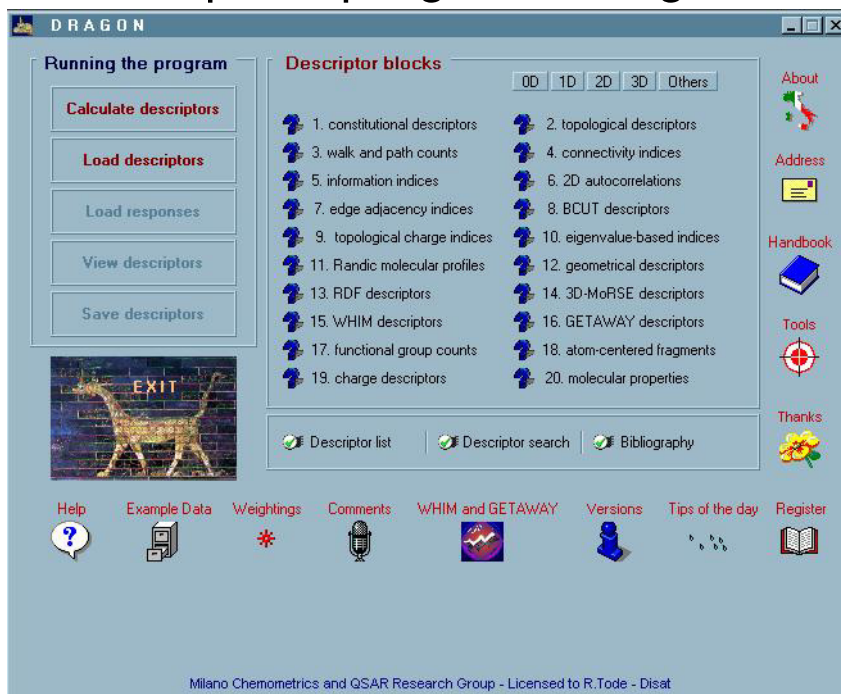 DRAGON
Running the program
Calculate descriptors
Load descriptors
Load responses
View descriptors
Save descriptors
EXIT
Descriptor blocks
0D 1D 2D 3D Others
1. constitutional descriptors
2. topological descriptors
3. walk and path counts
4. connectivity indices
5. information indices
6. 2D autocorrelations
7. edge adjacency indices
8. BCUT descriptors
9. topological charge indices
10. eigenvalue-based indices
11. Randic molecular profiles
12. geometrical descriptors
13. RDF descriptors
14. 3D-MoRSE descriptors
15. WHIM descriptors
16. GETAWAY descriptors
17. functional group counts
18. atom-centered fragments
19. charge descriptors
20. molecular properties
Descriptor list
Descriptor search
Bibliography
About
Address
Handbook
Tools
Thanks
Help
Example Data
Weightings
Comments
WHIM and GETAWAY
Versions
Tips of the day
Register
Milano Chemometrics and QSAR Research Group - Licensed to R.Tode - Disat